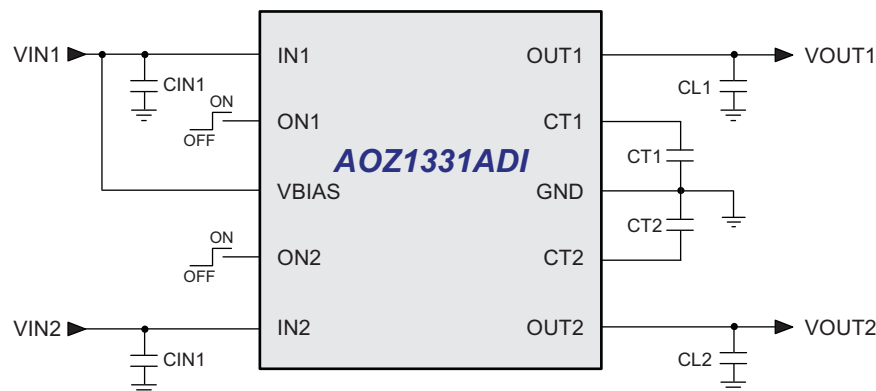 VIN1
IN1
OUT1
VOUT1
CIN1
CL1
ON
OFF
ON1
CT1
CT1
AOZ1331ADI
VBIAS
GND
CT2
ON
OFF
ON2
CT2
VIN2
IN2
OUT2
VOUT2
CIN1
CL2